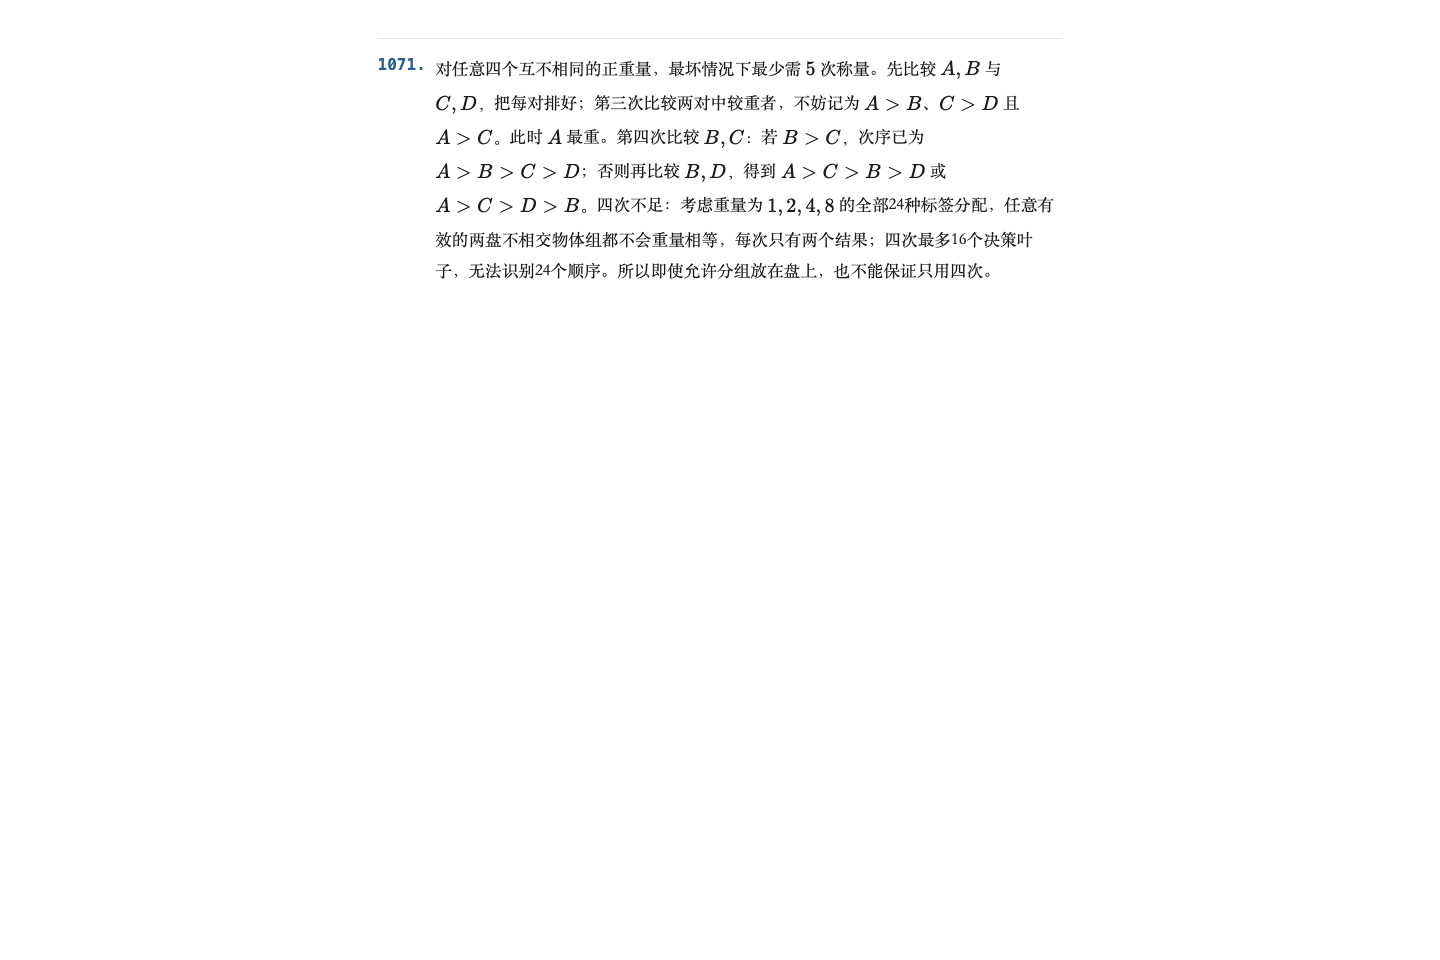 1071. 对任意四个互不相同的正重量，最坏情况下最少需 5 次称量。先比较 A, B 与
C, D，把每对排好；第三次比较两对中较重者，不妨记为 A > B、C > D 且
A > C。此时 A 最重。第四次比较 B, C：若 B > C，次序已为
A > B > C > D；否则再比较 B, D，得到 A > C > B > D 或
A > C > D > B。四次不足：考虑重量为 1, 2, 4, 8 的全部24种标签分配，任意有
效的两盘不相交物体组都不会重量相等，每次只有两个结果；四次最多16个决策叶
子，无法识别24个顺序。所以即使允许分组放在盘上，也不能保证只用四次。